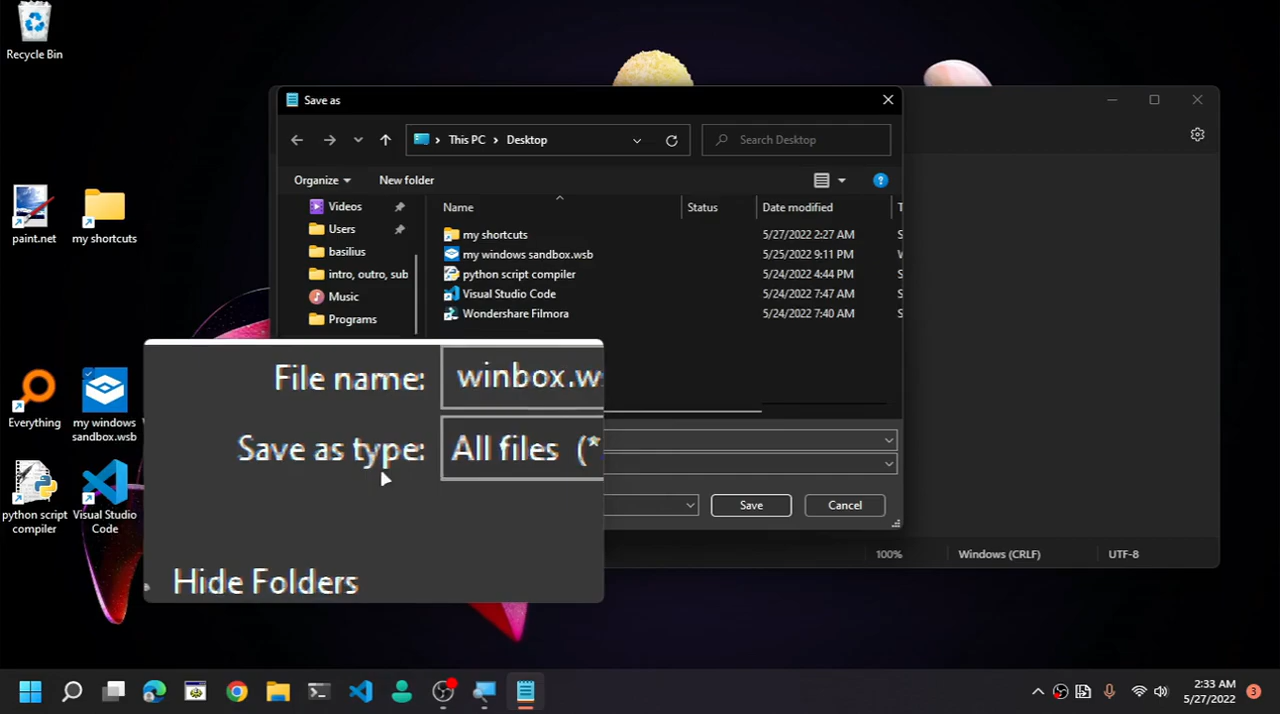 Recycle Bin
paint.net
my shortcuts
Everything
my windows
sandbox.wsb
python script
compiler
Visual Studio
Code
Save as
This PC
Desktop
Search Desktop
Organize
New folder
Videos
Users
basilius
intro, outro, sub
Music
Programs
Name
Status
Date modified
my shortcuts
5/27/2022 2:27 AM
my windows sandbox.wsb
5/25/2022 9:11 PM
python script compiler
5/24/2022 4:44 PM
Visual Studio Code
5/24/2022 7:47 AM
Wondershare Filmora
5/24/2022 7:40 AM
File name:
winbox.w
Save as type:
All files (*
Hide Folders
Save
Cancel
100%
Windows (CRLF)
UTF-8
2:33 AM
5/27/2022
3